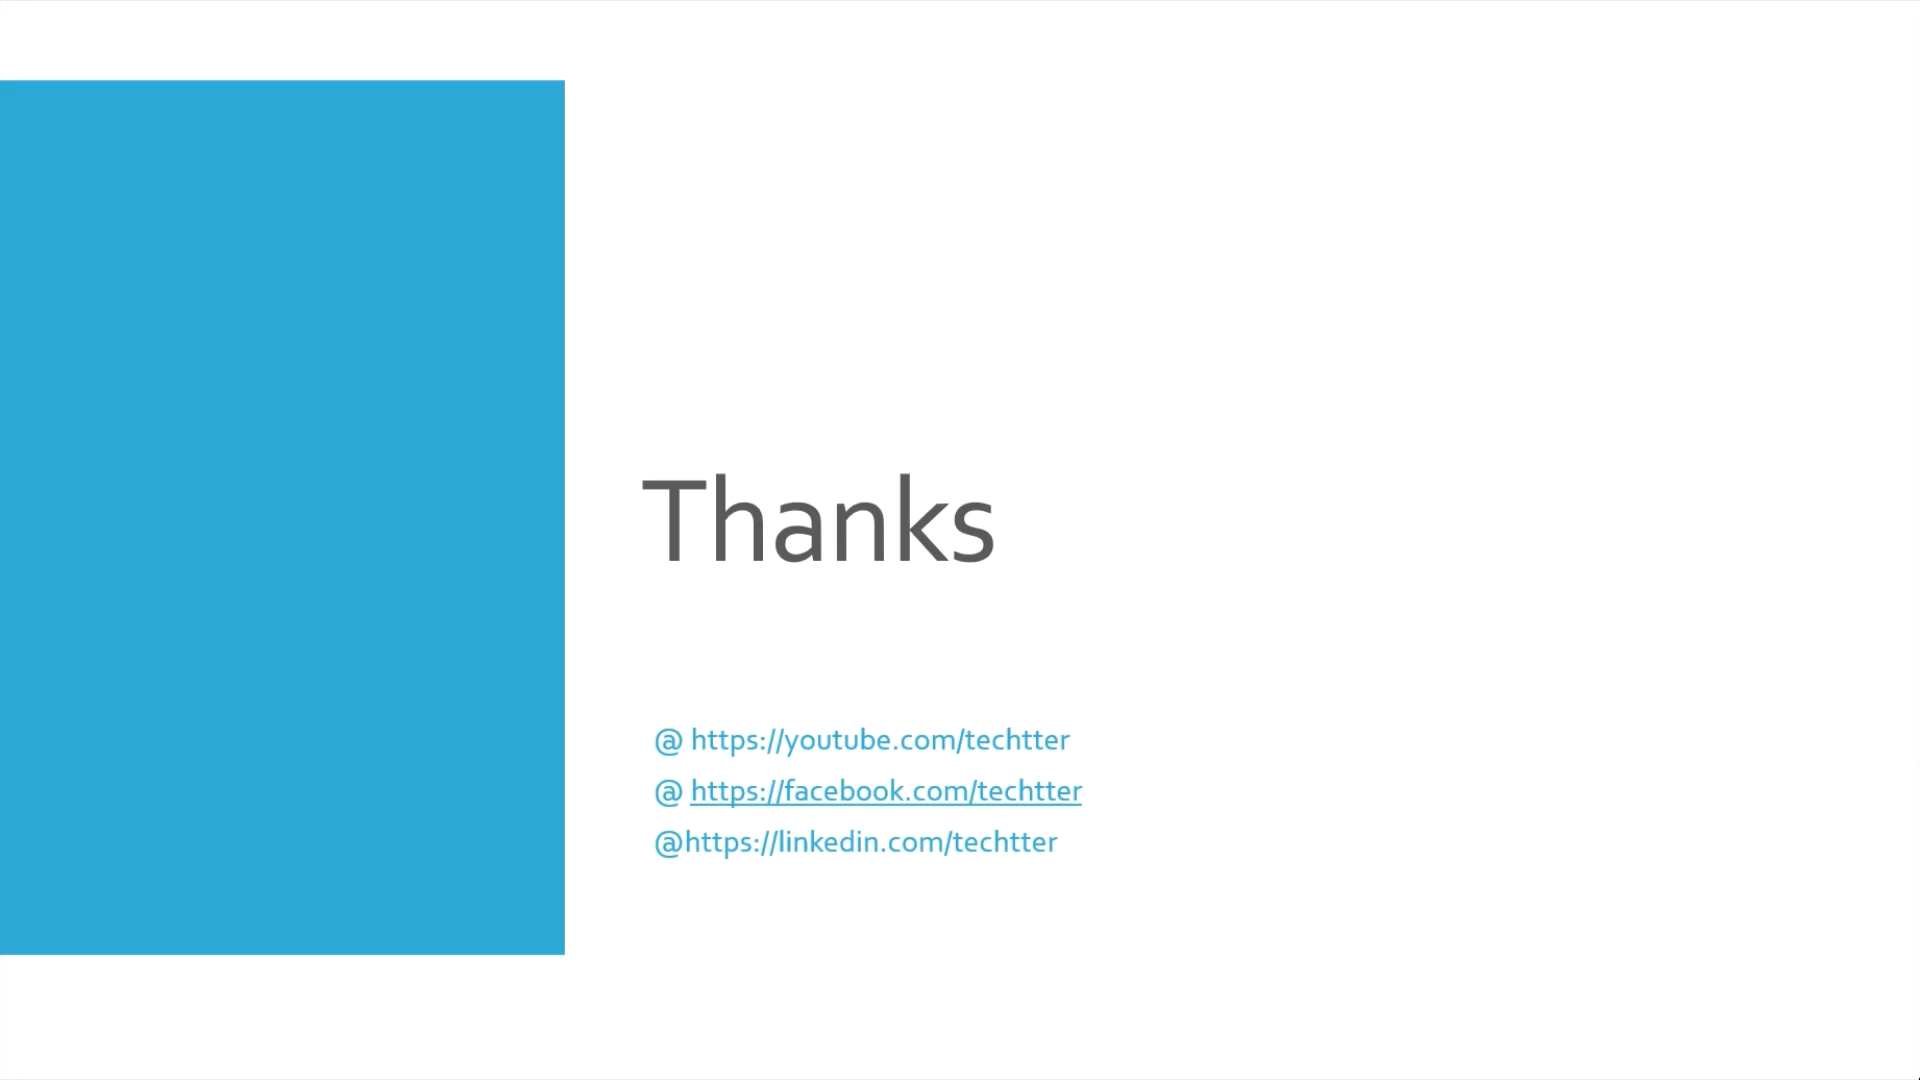 Thanks
@ https://youtube.com/techtter
@ https://facebook.com/techtter
@https://linkedin.com/techtter